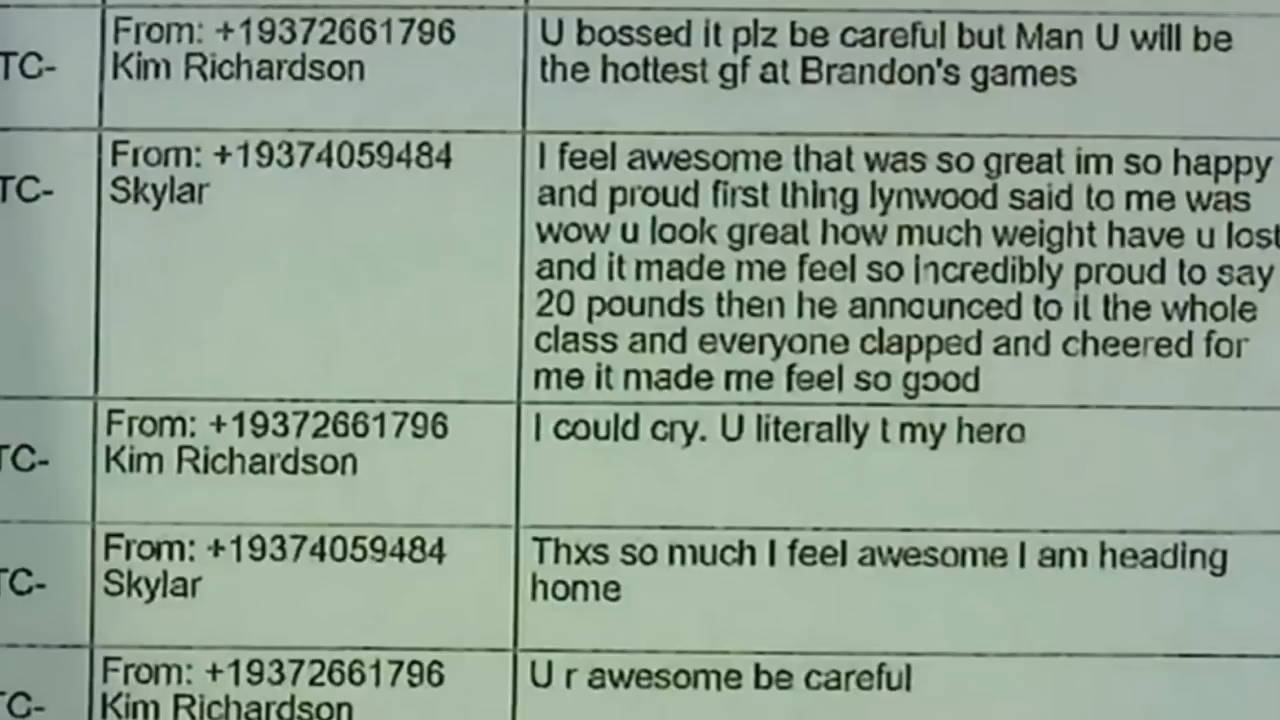 From: +19372661796
TC-
Kim Richardson
U bossed it plz be careful but Man U will be
the hottest gf at Brandon's games
From: +19374059484
TC-
Skylar
I feel awesome that was so great im so happy
and proud first thing lynwood said to me was
wow u look great how much weight have u lost
and it made me feel so incredibly proud to say
20 pounds then he announced to it the whole
class and everyone clapped and cheered for
me it made me feel so good
From: +19372661796
TC-
Kim Richardson
I could cry. U literally t my hero
From: +19374059484
TC-
Skylar
Thxs so much I feel awesome I am heading
home
From: +19372661796
TC-
Kim Richardson
U r awesome be careful